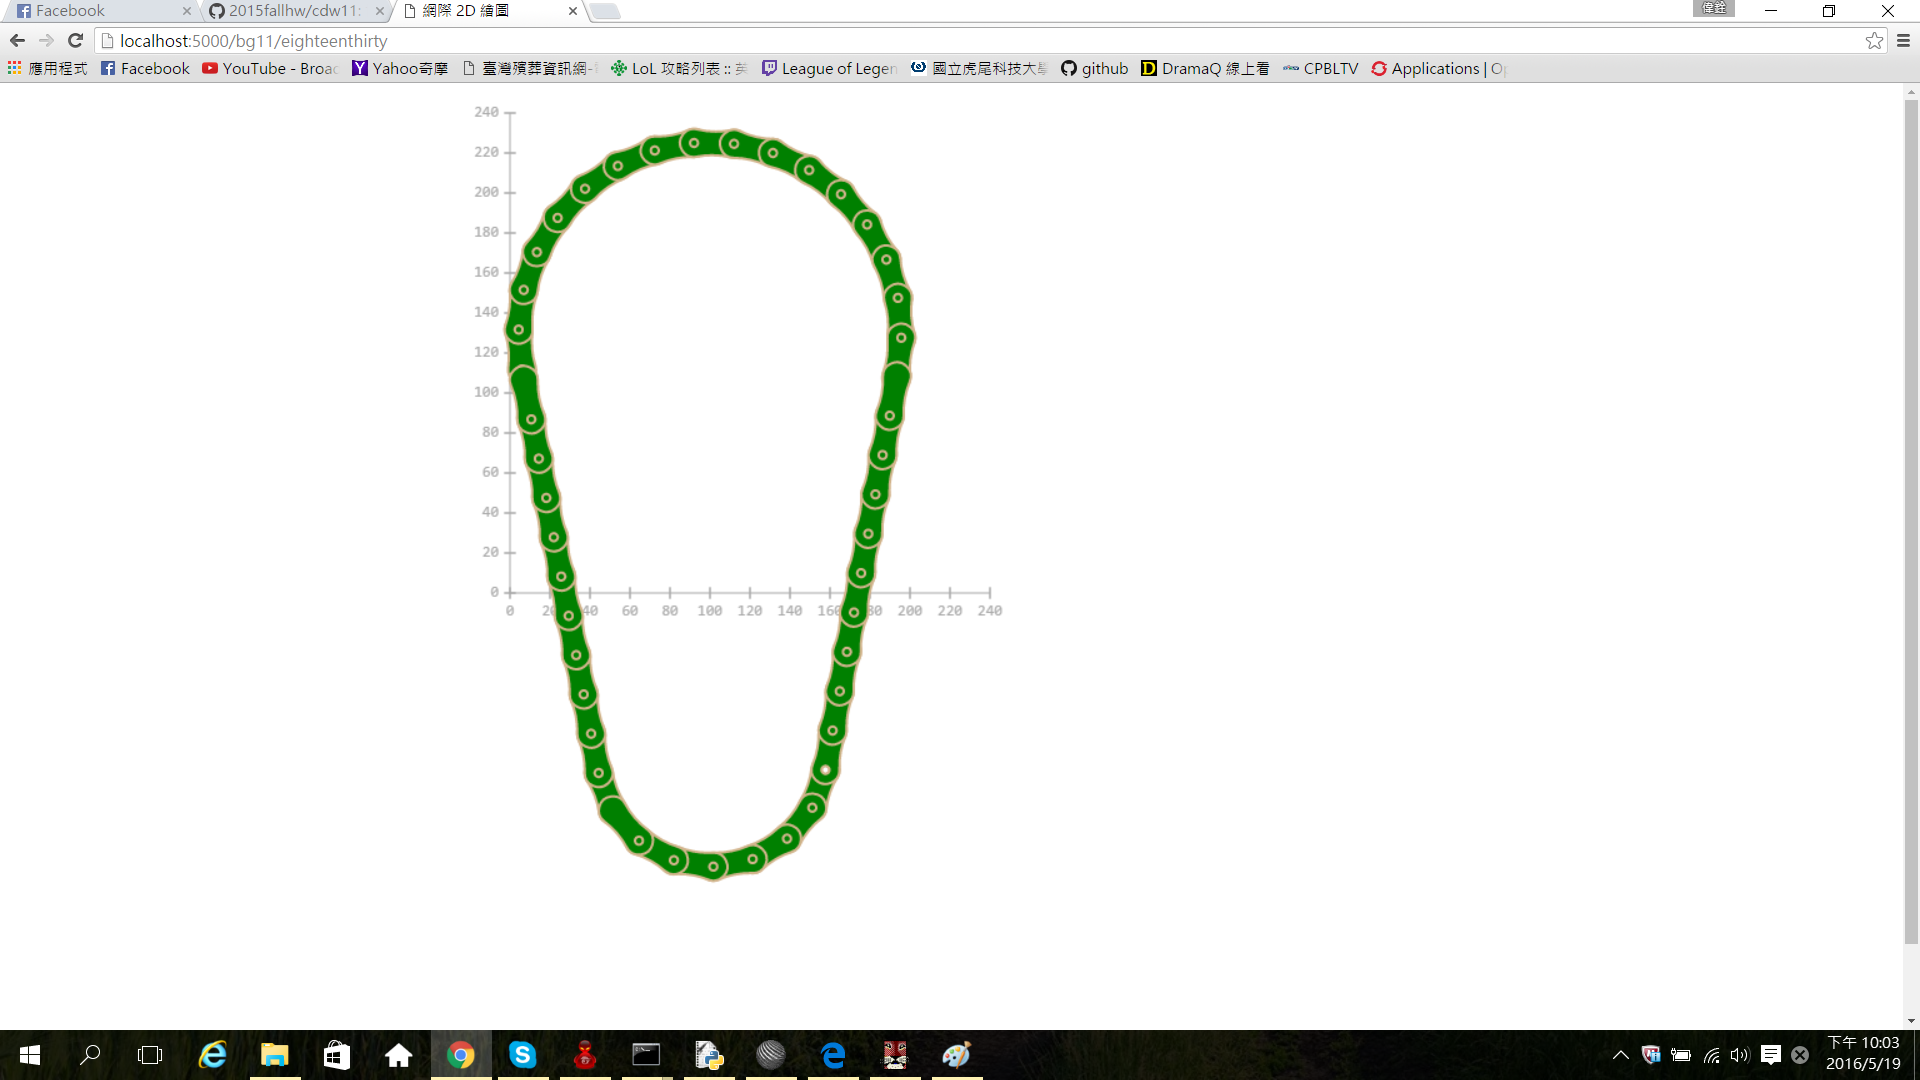 Facebook
2015fallhw/cdw11
網際 2D 繪圖
偉銓
localhost:5000/bg11/eighteenthirty
應用程式
Facebook
YouTube - Broac
Yahoo奇摩
臺灣殯葬資訊網-
LoL 攻略列表 :: 英
League of Legen
國立虎尾科技大學
github
DramaQ 線上看
CPBLTV
Applications | Op
240
220
200
180
160
140
120
100
80
60
40
20
0
0 40 60 80 100 120 140 200 220 240
下午 10:03
2016/5/19